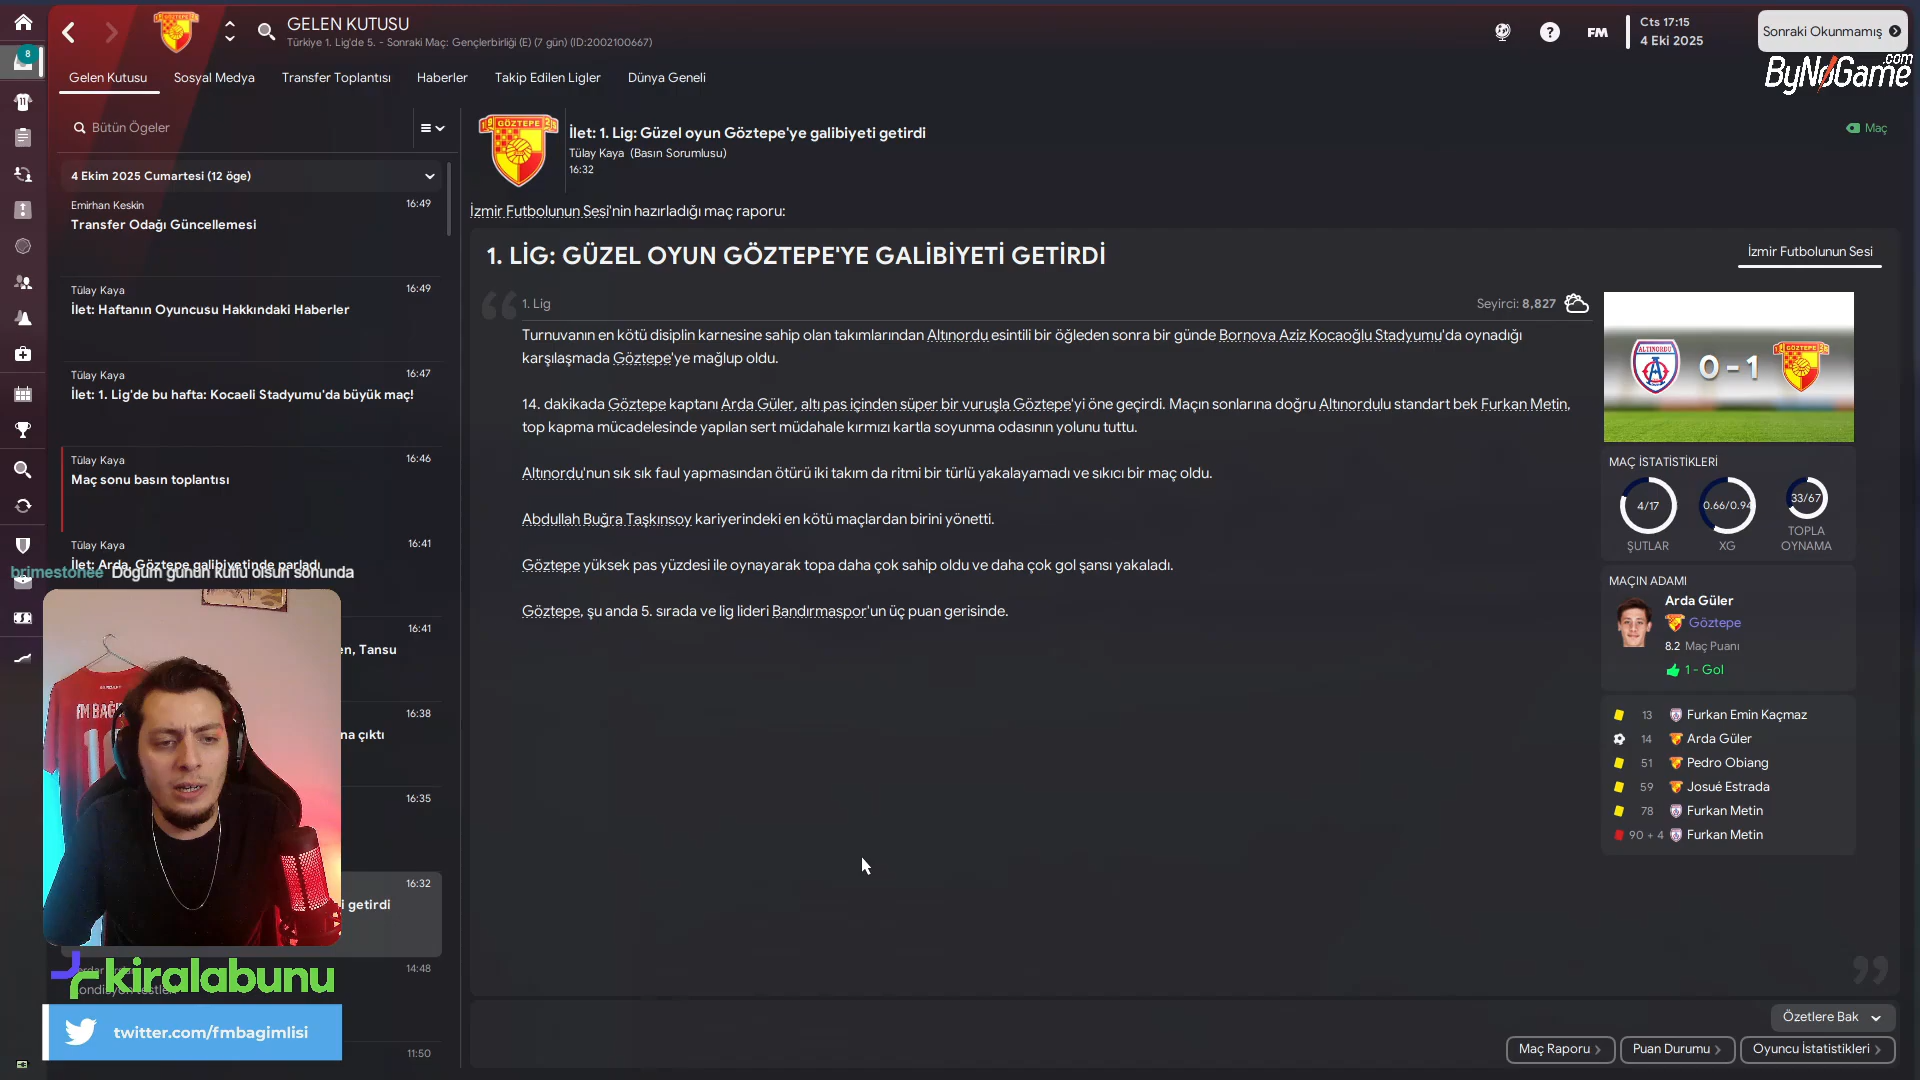 GELEN KUTUSU
Türkiye 1. Lig'de 5. - Sonraki Maç: Gençlerbirliği (E) (7 gün) (ID:2002100667)
FM
Cts 17:15
4 Eki 2025
Sonraki Okunmamış
ByNoGame.com
8
Gelen Kutusu
Sosyal Medya
Transfer Toplantısı
Haberler
Takip Edilen Ligler
Dünya Geneli
Bütün Ögeler
4 Ekim 2025 Cumartesi (12 öge)
Emirhan Keskin 16:49
Transfer Odağı Güncellemesi
Tülay Kaya 16:49
İlet: Haftanın Oyuncusu Hakkındaki Haberler
Tülay Kaya 16:47
İlet: 1. Lig'de bu hafta: Kocaeli Stadyumu'da büyük maç!
Tülay Kaya 16:46
Maç sonu basın toplantısı
Tülay Kaya 16:41
İlet: Arda, Göztepe galibiyetinde parladı
brimestonee Doğum günün kutlu olsun sonunda
16:41
en, Tansu
16:38
na çıktı
16:35
16:32
i getirdi
14:48
11:50
FM BAĞI
kiralabunu
twitter.com/fmbagimlisi
GÖZTEPE
İlet: 1. Lig: Güzel oyun Göztepe'ye galibiyeti getirdi
Tülay Kaya (Basın Sorumlusu)
16:32
Maç
İzmir Futbolunun Sesi'nin hazırladığı maç raporu:
1. LİG: GÜZEL OYUN GÖZTEPE'YE GALİBİYETİ GETİRDİ
İzmir Futbolunun Sesi
1. Lig
Seyirci: 8,827
Turnuvanın en kötü disiplin karnesine sahip olan takımlarından Altınordu esintili bir öğleden sonra bir günde Bornova Aziz Kocaoğlu Stadyumu'da oynadığı
karşılaşmada Göztepe'ye mağlup oldu.
14. dakikada Göztepe kaptanı Arda Güler, altı pas içinden süper bir vuruşla Göztepe'yi öne geçirdi. Maçın sonlarına doğru Altınordulu standart bek Furkan Metin,
top kapma mücadelesinde yapılan sert müdahale kırmızı kartla soyunma odasının yolunu tuttu.
Altınordu'nun sık sık faul yapmasından ötürü iki takım da ritmi bir türlü yakalayamadı ve sıkıcı bir maç oldu.
Abdullah Buğra Taşkınsoy kariyerindeki en kötü maçlardan birini yönetti.
Göztepe yüksek pas yüzdesi ile oynayarak topa daha çok sahip oldu ve daha çok gol şansı yakaladı.
Göztepe, şu anda 5. sırada ve lig lideri Bandırmaspor'un üç puan gerisinde.
ALTINORDU
0 - 1
GÖZTEPE
MAÇ İSTATİSTİKLERİ
4/17
0.66/0.94
33/67
ŞUTLAR
XG
TOPLA
OYNAMA
MAÇIN ADAMI
Arda Güler
Göztepe
8.2 Maç Puanı
1 - Gol
13 Furkan Emin Kaçmaz
14 Arda Güler
51 Pedro Obiang
59 Josué Estrada
78 Furkan Metin
90 + 4 Furkan Metin
Özetlere Bak
Maç Raporu
Puan Durumu
Oyuncu İstatistikleri